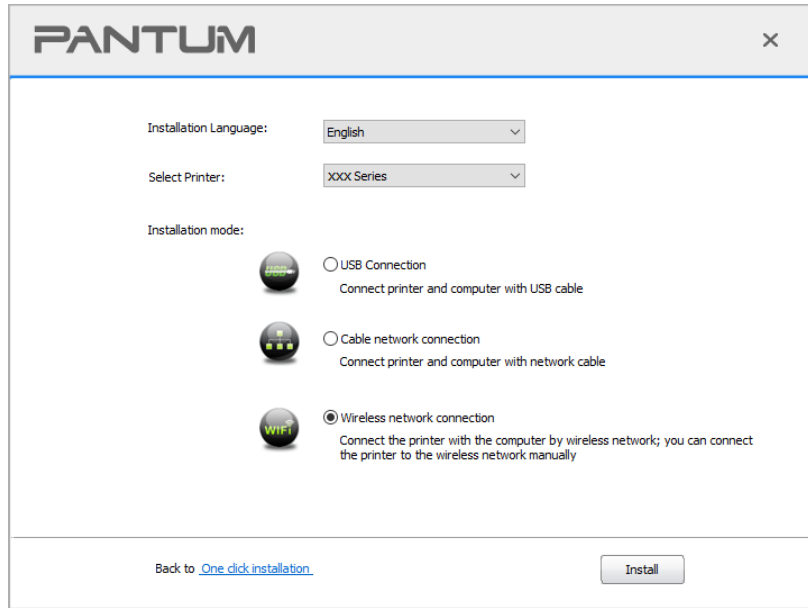 PANTUM
Installation Language:
English
Select Printer:
XXX Series
Installation mode:
USB
USB Connection
Connect printer and computer with USB cable
Cable network connection
Connect printer and computer with network cable
WiFi
Wireless network connection
Connect the printer with the computer by wireless network; you can connect
the printer to the wireless network manually
Back to One click installation
Install